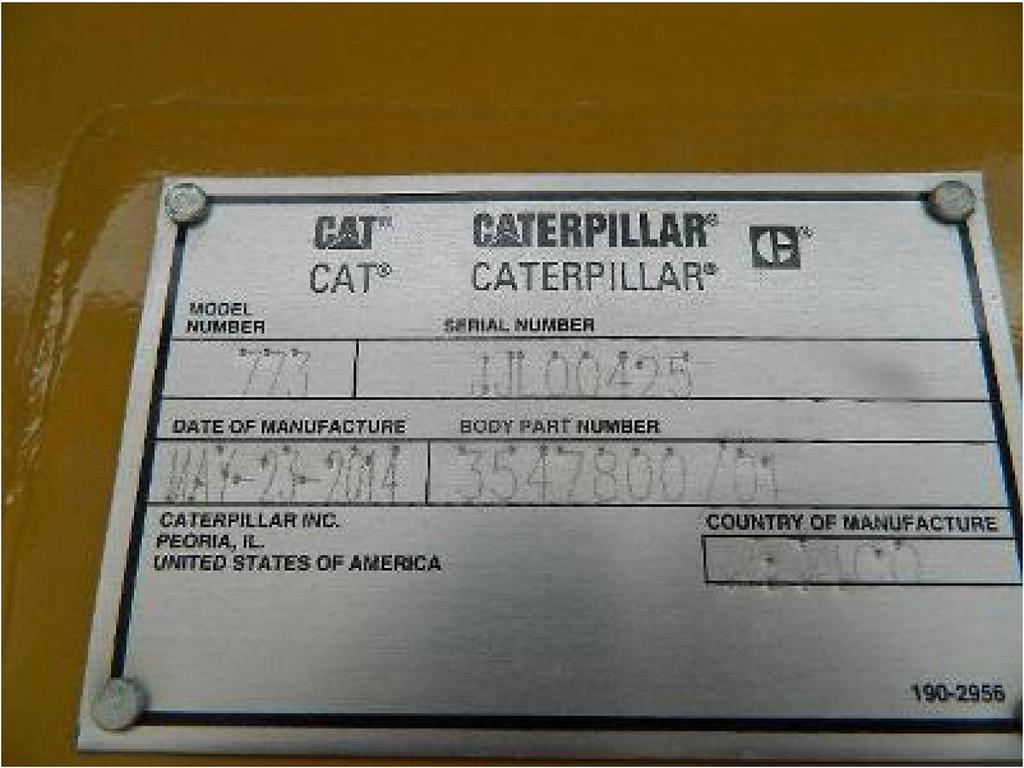 CAT® CATERPILLAR®
CAT® CATERPILLAR®
MODEL
NUMBER SERIAL NUMBER
773 JJL00425
DATE OF MANUFACTURE BODY PART NUMBER
MAY-23-2014 3547800
CATERPILLAR INC.
PEORIA, IL.
UNITED STATES OF AMERICA
COUNTRY OF MANUFACTURE
190-2956